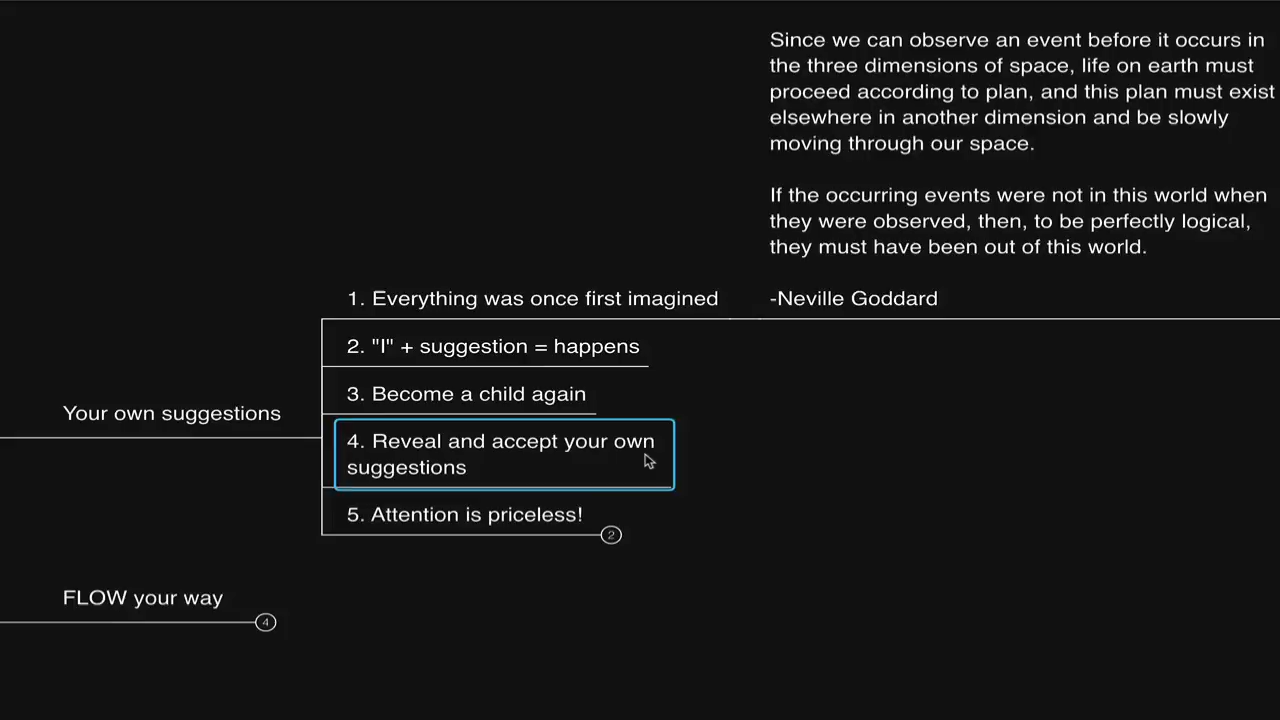 Since we can observe an event before it occurs in
the three dimensions of space, life on earth must
proceed according to plan, and this plan must exist
elsewhere in another dimension and be slowly
moving through our space.
If the occurring events were not in this world when
they were observed, then, to be perfectly logical,
they must have been out of this world.
1. Everything was once first imagined
-Neville Goddard
2. "I" + suggestion = happens
3. Become a child again
Your own suggestions
4. Reveal and accept your own
suggestions
5. Attention is priceless!
2
FLOW your way
4